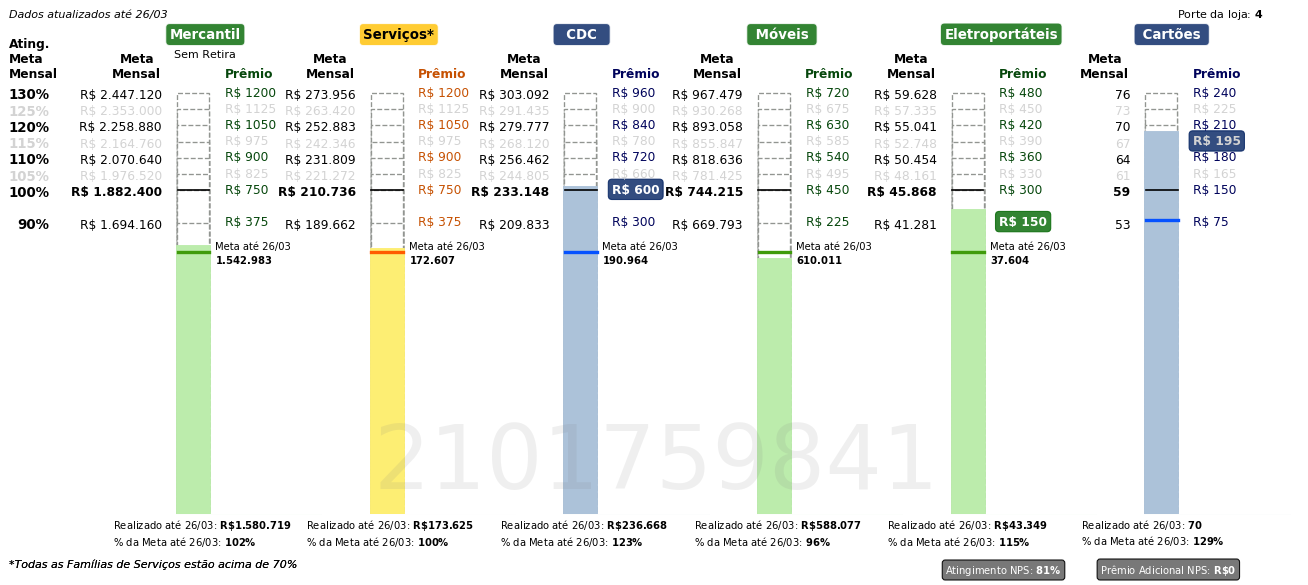 Dados atualizados até 26/03 Porte da loja: 4
Mercantil Serviços* CDC Móveis Eletroportáteis Cartões
Ating. Sem Retira
Meta Meta Meta Meta Meta Meta Meta
Mensal Mensal Prêmio Mensal Prêmio Mensal Prêmio Mensal Prêmio Mensal Prêmio Mensal Prêmio
130% R$ 2.447.120 R$ 1200 R$ 273.956 R$ 1200 R$ 303.092 R$ 960 R$ 967.479 R$ 720 R$ 59.628 R$ 480 76 R$ 240
125% R$ 2.353.000 R$ 1125 R$ 263.420 R$ 1125 R$ 291.435 R$ 900 R$ 930.268 R$ 675 R$ 57.335 R$ 450 73 R$ 225
120% R$ 2.258.880 R$ 1050 R$ 252.883 R$ 1050 R$ 279.777 R$ 840 R$ 893.058 R$ 630 R$ 55.041 R$ 420 70 R$ 210
115% R$ 2.164.760 R$ 975 R$ 242.346 R$ 975 R$ 268.120 R$ 780 R$ 855.847 R$ 585 R$ 52.748 R$ 390 67 R$ 195
110% R$ 2.070.640 R$ 900 R$ 231.809 R$ 900 R$ 256.462 R$ 720 R$ 818.636 R$ 540 R$ 50.454 R$ 360 64 R$ 180
105% R$ 1.976.520 R$ 825 R$ 221.272 R$ 825 R$ 244.805 R$ 660 R$ 781.425 R$ 495 R$ 48.161 R$ 330 61 R$ 165
100% R$ 1.882.400 R$ 750 R$ 210.736 R$ 750 R$ 233.148 R$ 600 R$ 744.215 R$ 450 R$ 45.868 R$ 300 59 R$ 150
90% R$ 1.694.160 R$ 375 R$ 189.662 R$ 375 R$ 209.833 R$ 300 R$ 669.793 R$ 225 R$ 41.281 R$ 150 53 R$ 75
Meta até 26/03 Meta até 26/03 Meta até 26/03 Meta até 26/03 Meta até 26/03
1.542.983 172.607 190.964 610.011 37.604
2101759841
Realizado até 26/03: R$1.580.719 Realizado até 26/03: R$173.625 Realizado até 26/03: R$236.668 Realizado até 26/03: R$588.077 Realizado até 26/03: R$43.349 Realizado até 26/03: 70
% da Meta até 26/03: 102% % da Meta até 26/03: 100% % da Meta até 26/03: 123% % da Meta até 26/03: 96% % da Meta até 26/03: 115% % da Meta até 26/03: 129%
*Todas as Famílias de Serviços estão acima de 70% Atingimento NPS: 81% Prêmio Adicional NPS: R$0